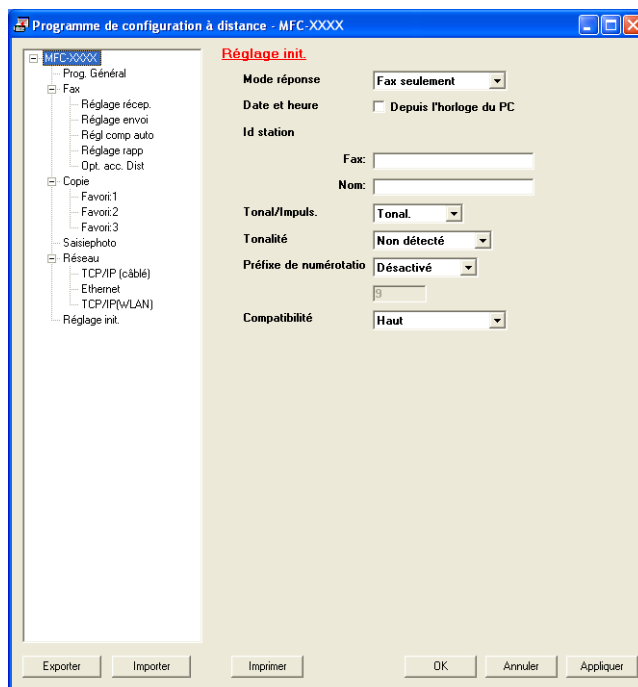 Programme de configuration à distance - MFC-XXXX
MFC-XXXX
Prog. Général
Fax
Réglage récep.
Réglage envoi
Régl comp auto
Réglage rapp
Opt. acc. Dist
Copie
Favori:1
Favori:2
Favori:3
Saisiephoto
Réseau
TCP/IP (câblé)
Ethernet
TCP/IP(WLAN)
Réglage init.
Réglage init.
Mode réponse Fax seulement
Date et heure Depuis l'horloge du PC
Id station
Fax:
Nom:
Tonal/Impuls. Tonal.
Tonalité Non détecté
Préfixe de numérotatio Désactivé
9
Compatibilité Haut
Exporter Importer Imprimer OK Annuler Appliquer